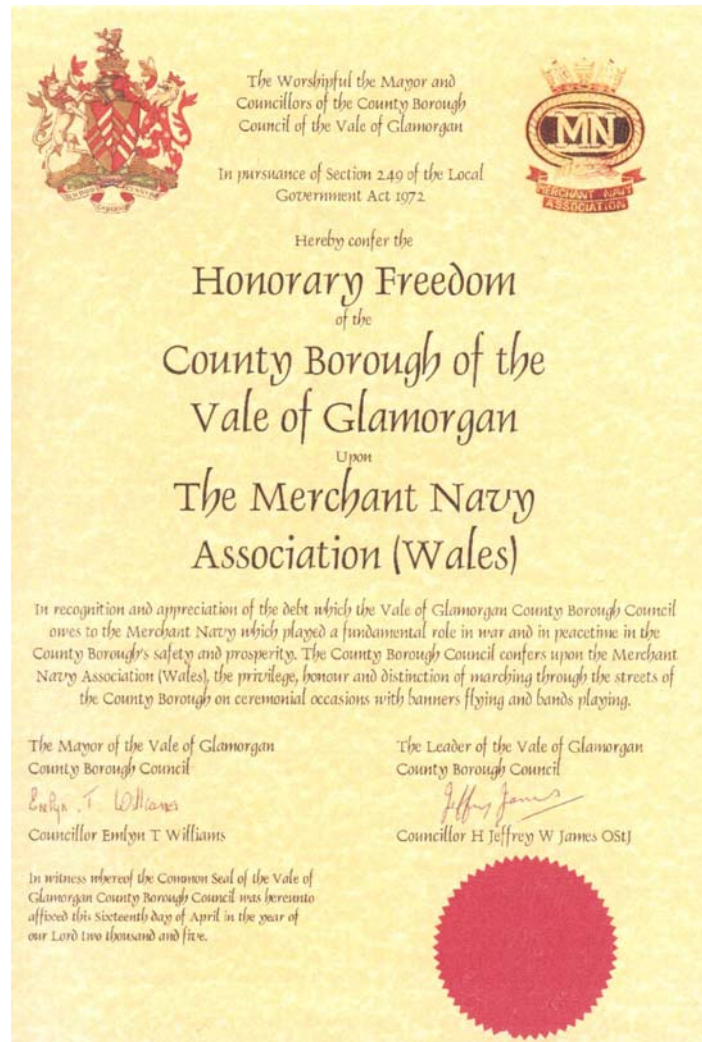 The Worshipful the Mayor and
Councillors of the County Borough
Council of the Vale of Glamorgan
In pursuance of Section 249 of the Local
Government Act 1972
MN
MERCHANT NAVY
ASSOCIATION
Hereby confer the
Honorary Freedom
of the
County Borough of the
Vale of Glamorgan
Upon
The Merchant Navy
Association (Wales)
In recognition and appreciation of the debt which the Vale of Glamorgan County Borough Council
owes to the Merchant Navy which played a fundamental role in war and in peacetime in the
County Borough's safety and prosperity. The County Borough Council confers upon the Merchant
Navy Association (Wales), the privilege, honour and distinction of marching through the streets of
the County Borough on ceremonial occasions with banners flying and bands playing.
The Mayor of the Vale of Glamorgan
County Borough Council
Emlyn T Williams
Councillor Emlyn T Williams
The Leader of the Vale of Glamorgan
County Borough Council
Jeffrey James
Councillor H Jeffrey W James OStJ
In witness whereof the Common Seal of the Vale of
Glamorgan County Borough Council was hereunto
affixed this Sixteenth day of April in the year of
our Lord two thousand and five.